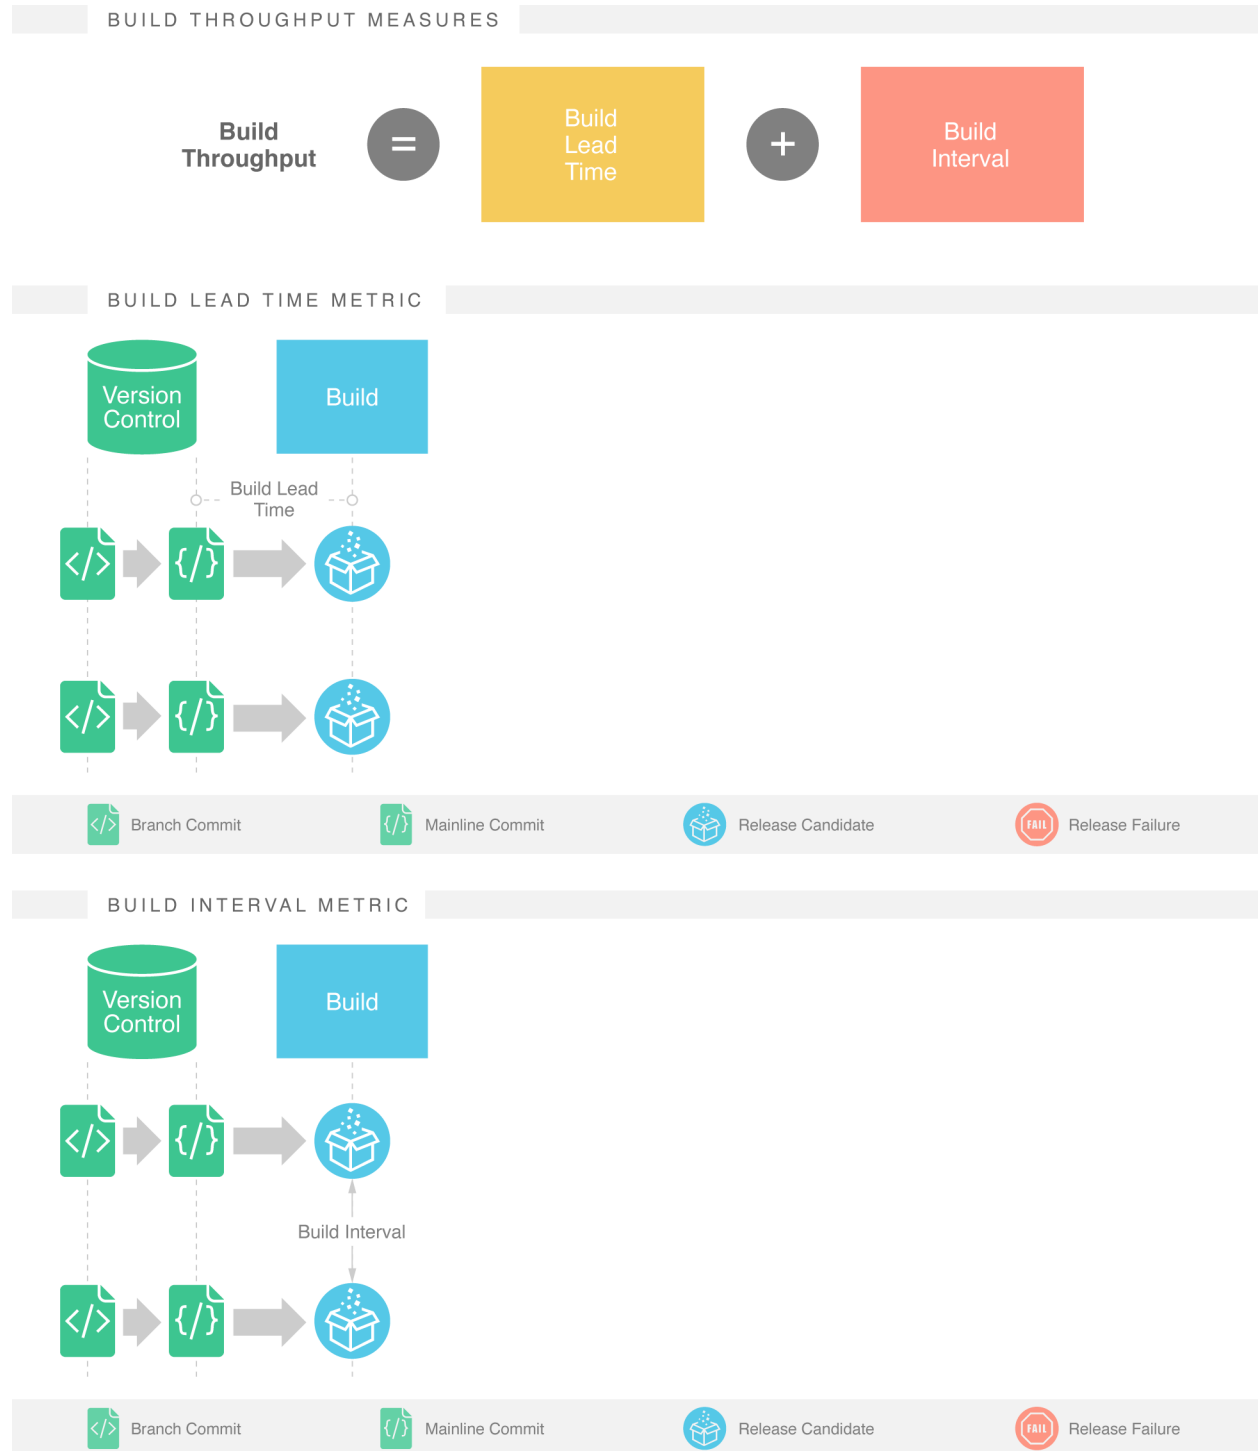 BUILD THROUGHPUT MEASURES
Build
Throughput
=
Build
Lead
Time
+
Build
Interval
BUILD LEAD TIME METRIC
Version
Control
Build
Build Lead
Time
</> {/}
</> {/}
</> Branch Commit {/} Mainline Commit Release Candidate FAIL Release Failure
BUILD INTERVAL METRIC
Version
Control
Build
</> {/}
Build Interval
</> {/}
</> Branch Commit {/} Mainline Commit Release Candidate FAIL Release Failure